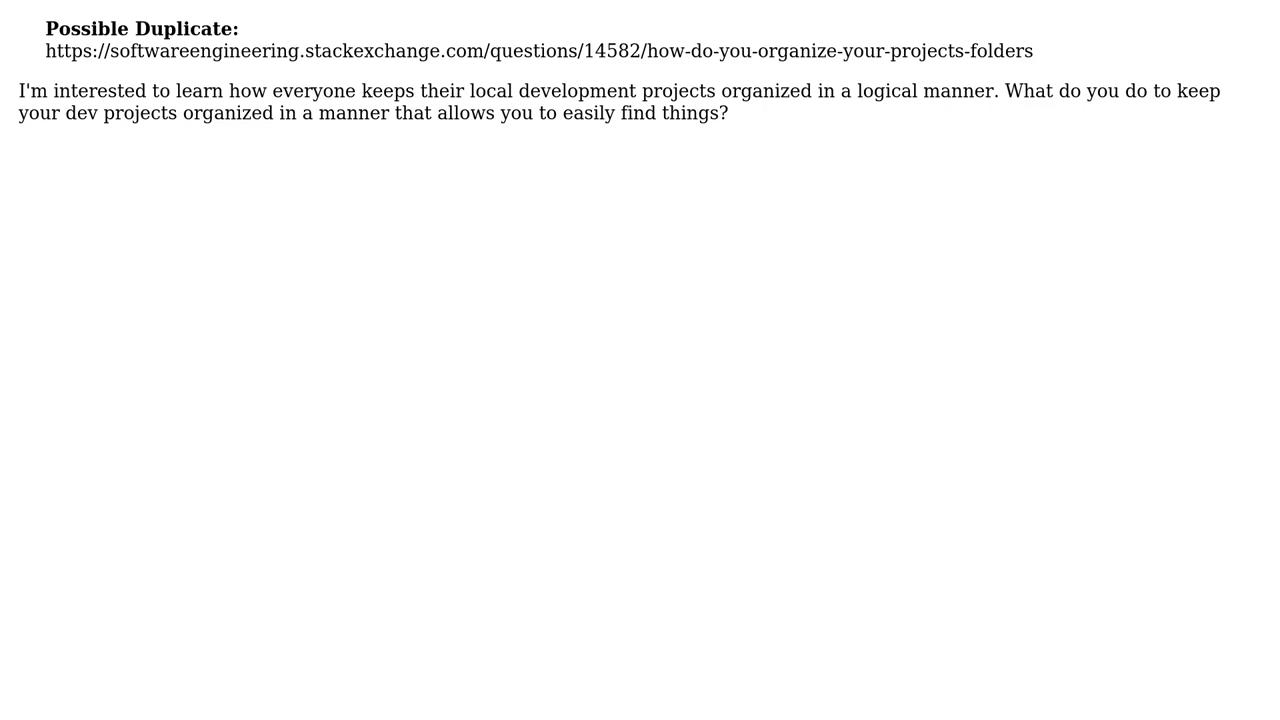 Possible Duplicate:
https://softwareengineering.stackexchange.com/questions/14582/how-do-you-organize-your-projects-folders
I'm interested to learn how everyone keeps their local development projects organized in a logical manner. What do you do to keep
your dev projects organized in a manner that allows you to easily find things?